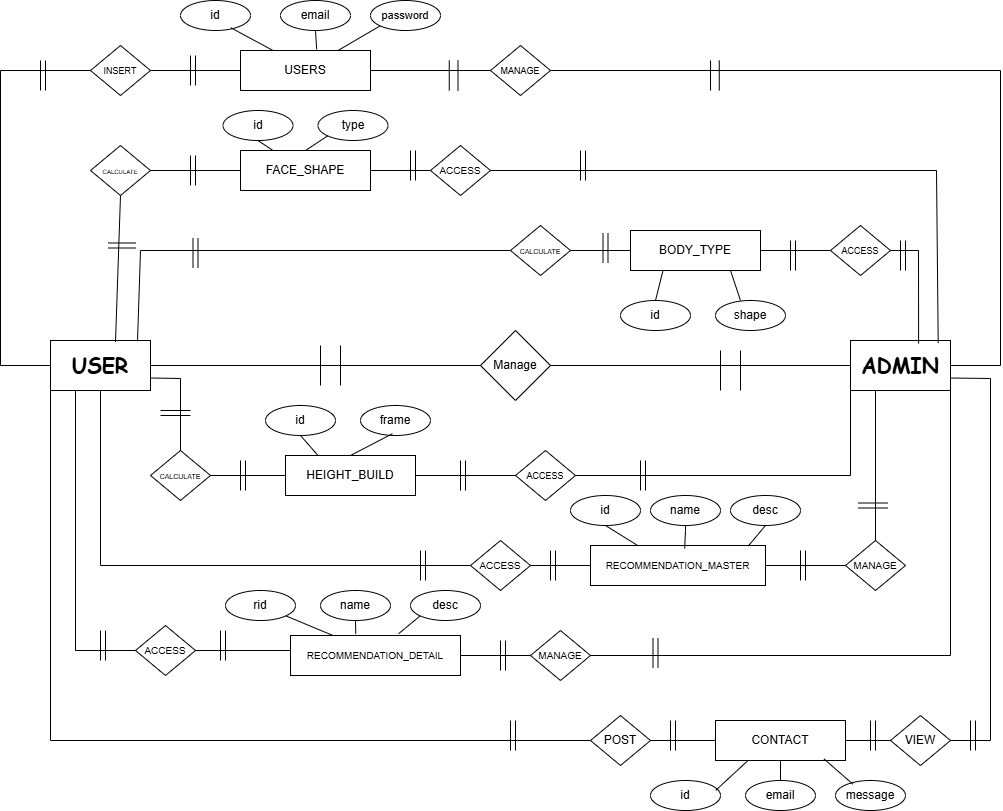 id
email
password
INSERT
USERS
MANAGE
id
type
CALCULATE
FACE_SHAPE
ACCESS
CALCULATE
BODY_TYPE
ACCESS
id
shape
USER
Manage
ADMIN
id
frame
CALCULATE
HEIGHT_BUILD
ACCESS
id
name
desc
ACCESS
RECOMMENDATION_MASTER
MANAGE
rid
name
desc
ACCESS
RECOMMENDATION_DETAIL
MANAGE
POST
CONTACT
VIEW
id
email
message